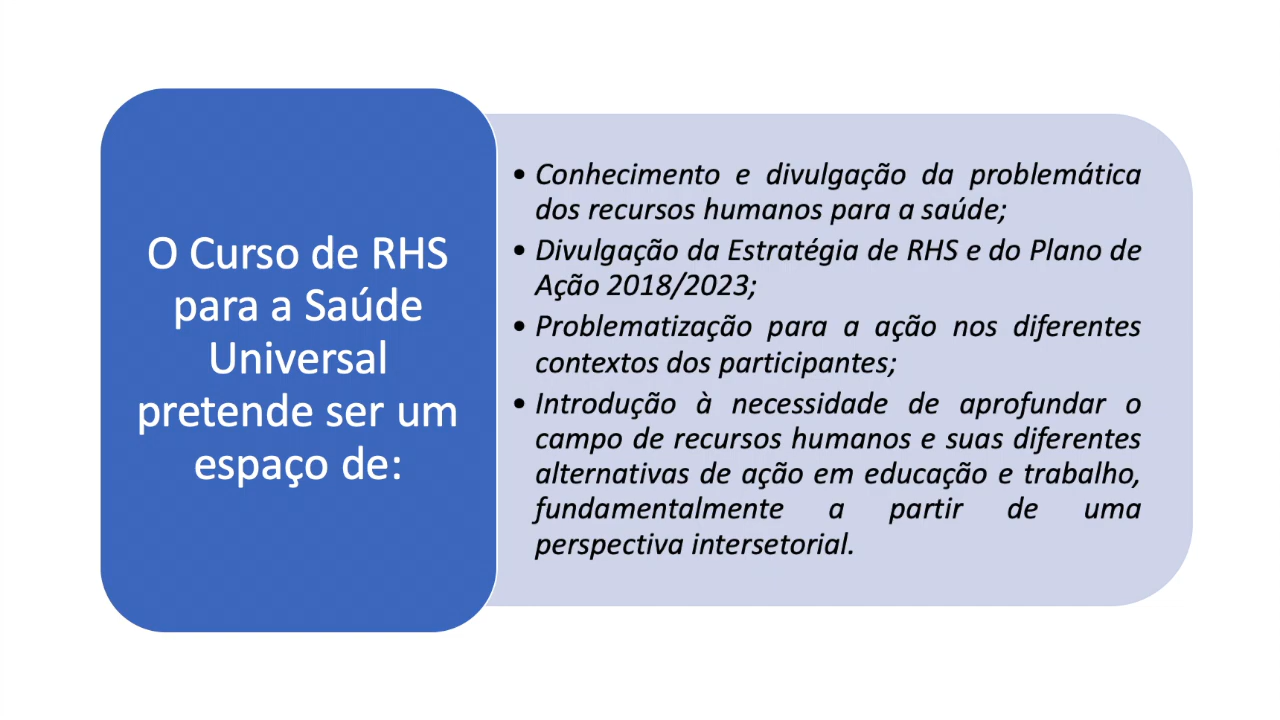 O Curso de RHS
para a Saúde
Universal
pretende ser um
espaço de:
• Conhecimento e divulgação da problemática
dos recursos humanos para a saúde;
• Divulgação da Estratégia de RHS e do Plano de
Ação 2018/2023;
• Problematização para a ação nos diferentes
contextos dos participantes;
• Introdução à necessidade de aprofundar o
campo de recursos humanos e suas diferentes
alternativas de ação em educação e trabalho,
fundamentalmente a partir de uma
perspectiva intersetorial.